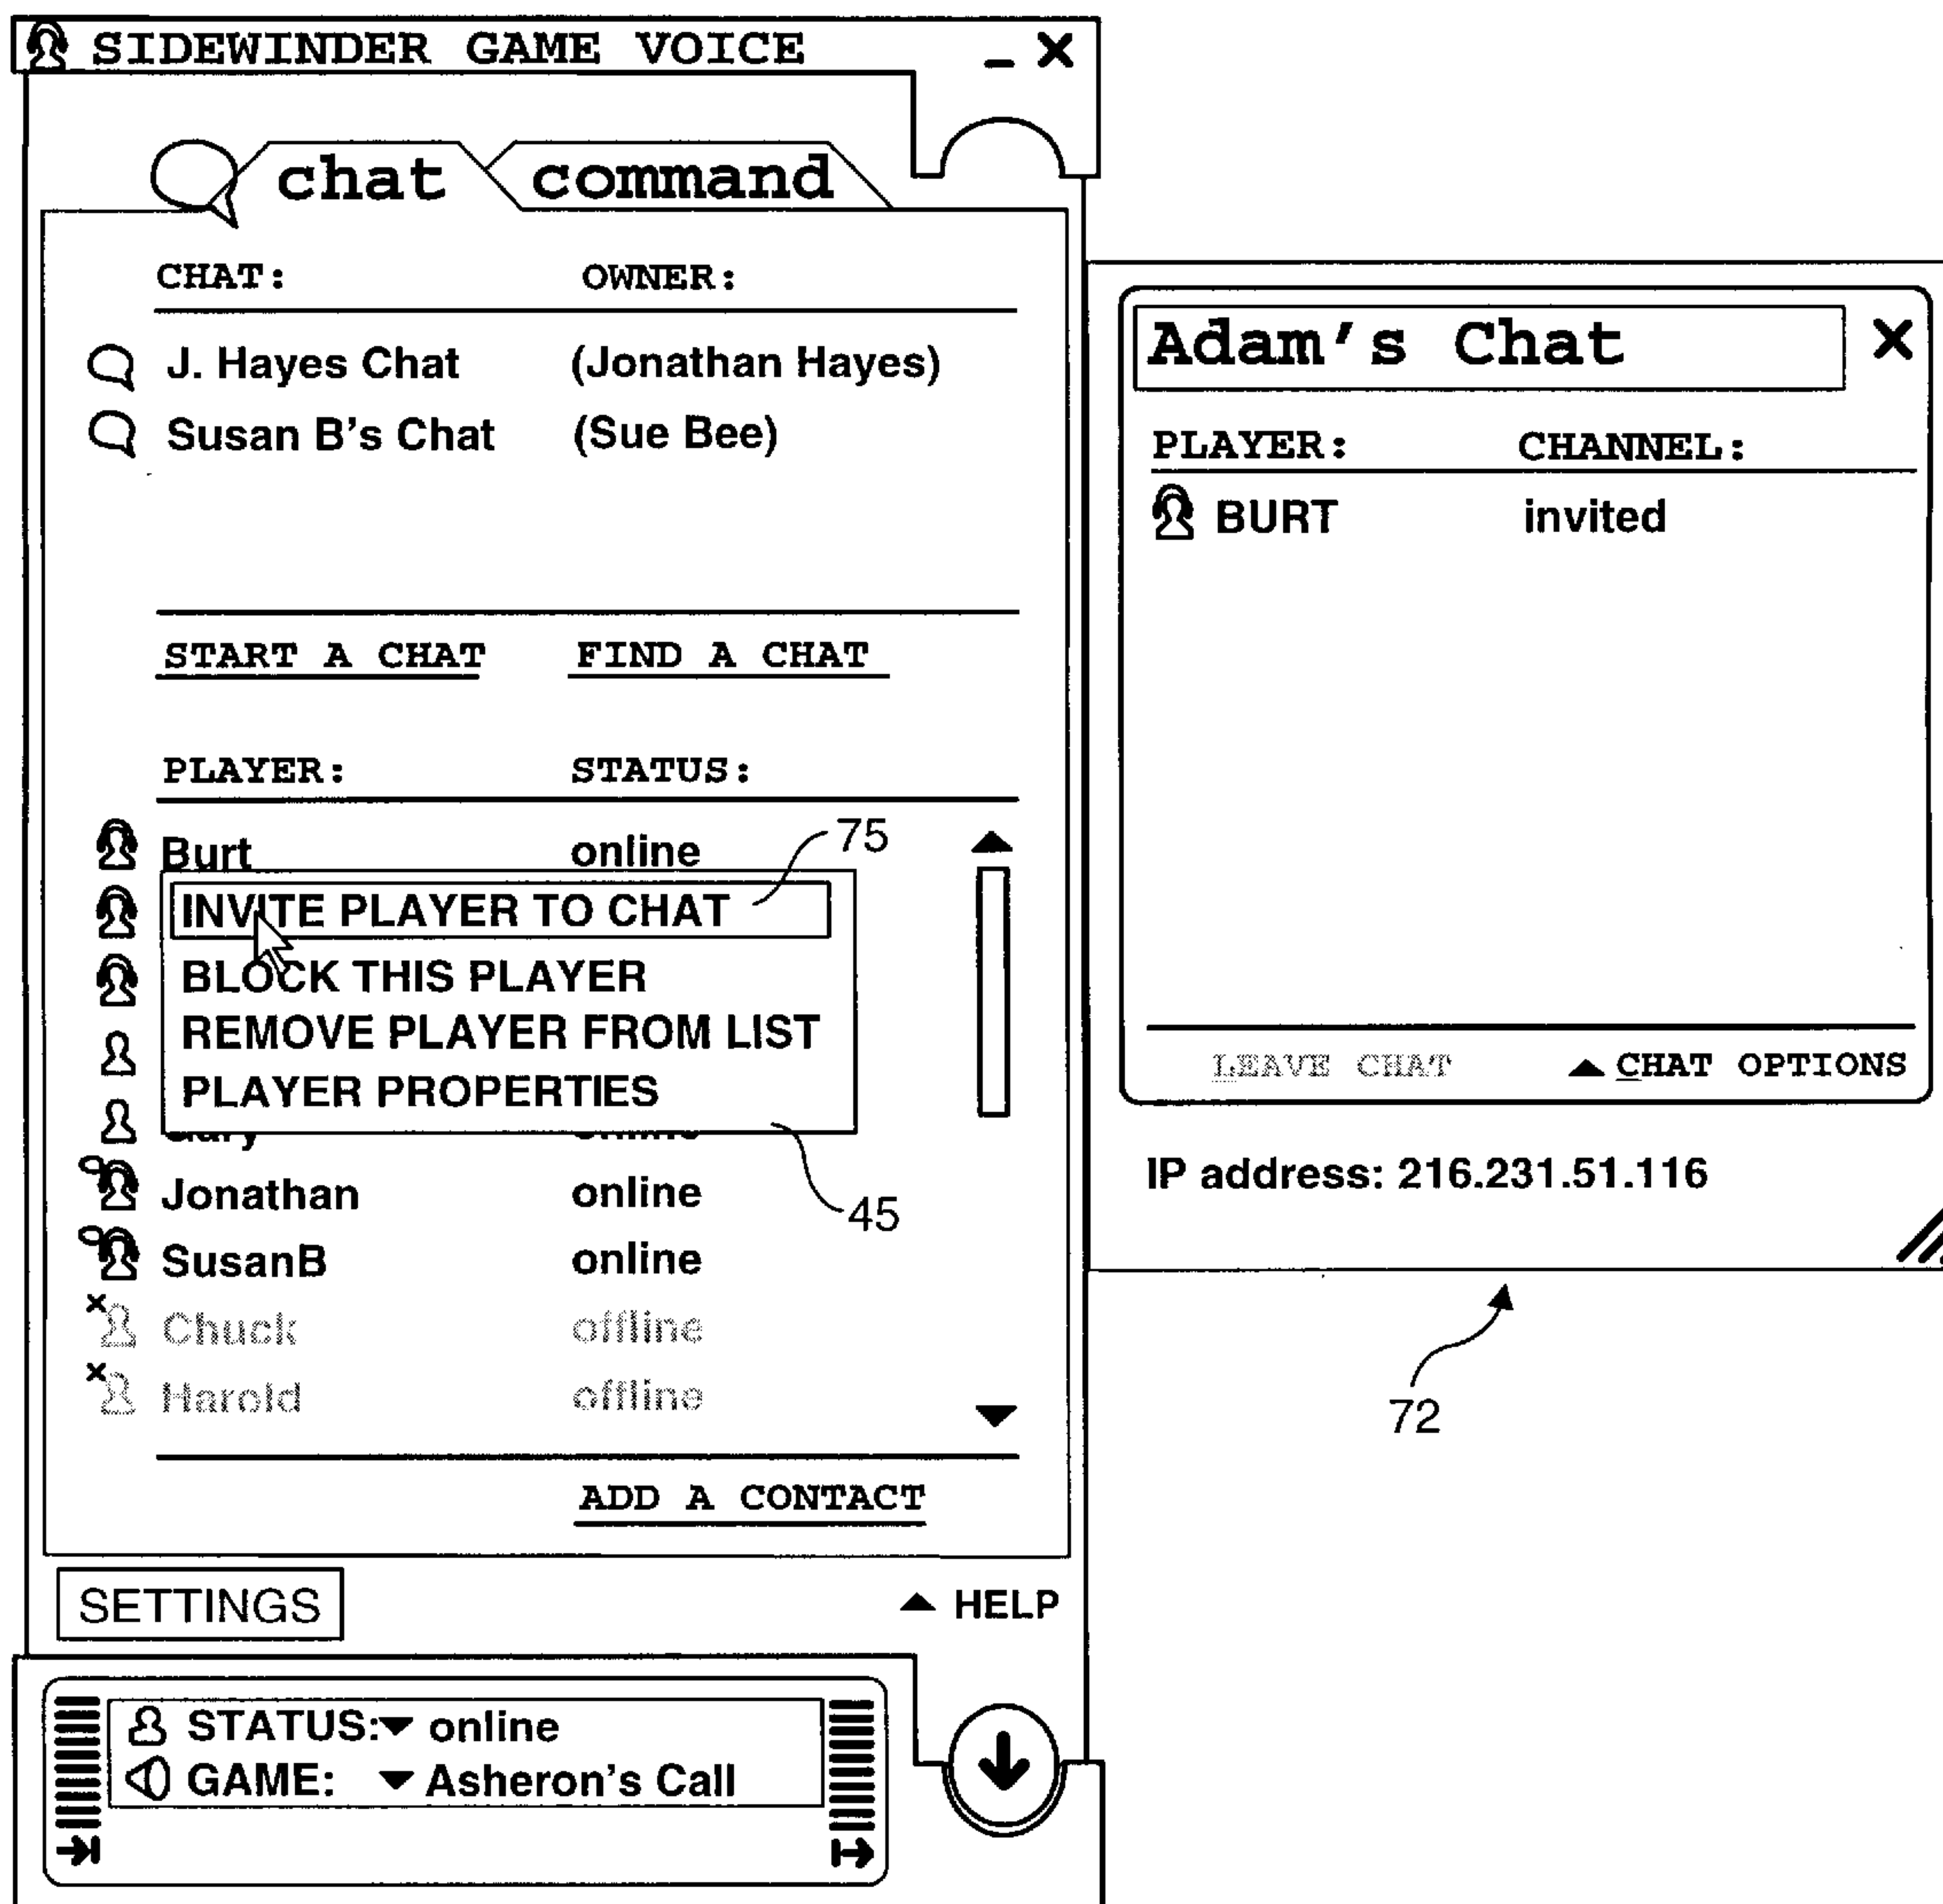 SIDEWINDER GAME VOICE
chat command
CHAT: OWNER:
J. Hayes Chat (Jonathan Hayes)
Susan B's Chat (Sue Bee)
START A CHAT FIND A CHAT
PLAYER: STATUS:
Burt online
75
INVITE PLAYER TO CHAT
BLOCK THIS PLAYER
REMOVE PLAYER FROM LIST
PLAYER PROPERTIES
45
Jonathan online
SusanB online
Chuck offline
Harold offline
ADD A CONTACT
SETTINGS HELP
STATUS: online
GAME: Asheron's Call
Adam's Chat
PLAYER: CHANNEL:
BURT invited
LEAVE CHAT CHAT OPTIONS
IP address: 216.231.51.116
72